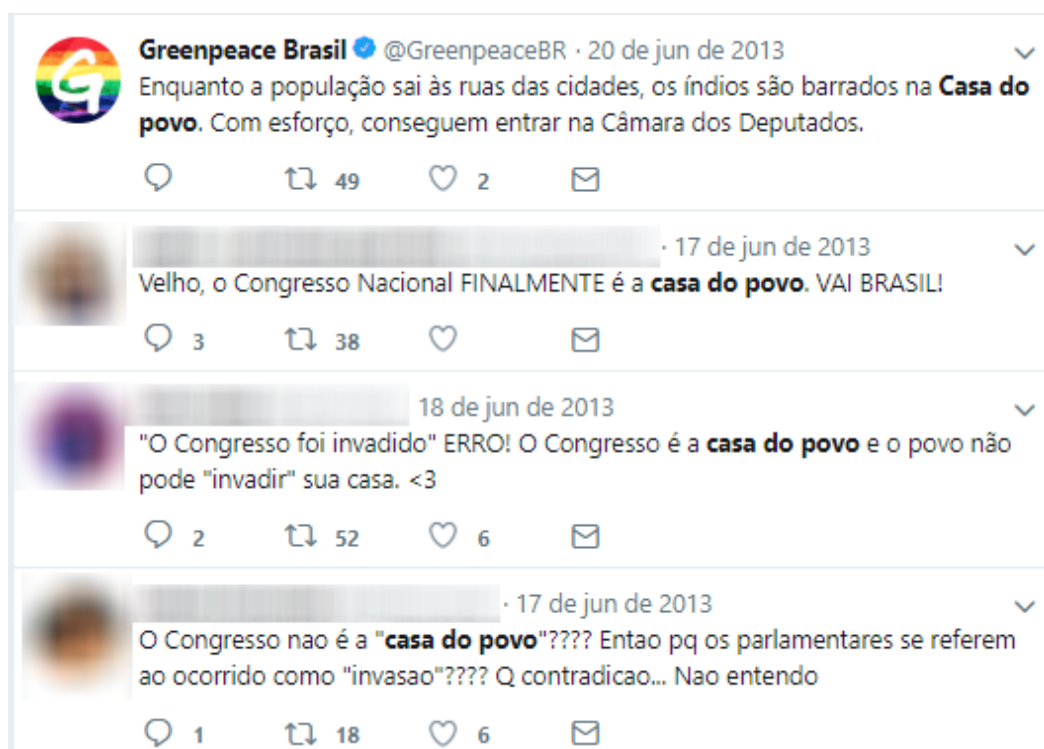 Greenpeace Brasil @GreenpeaceBR · 20 de jun de 2013
Enquanto a população sai às ruas das cidades, os índios são barrados na Casa do
povo. Com esforço, conseguem entrar na Câmara dos Deputados.
49 2
· 17 de jun de 2013
Velho, o Congresso Nacional FINALMENTE é a casa do povo. VAI BRASIL!
3 38
18 de jun de 2013
"O Congresso foi invadido" ERRO! O Congresso é a casa do povo e o povo não
pode "invadir" sua casa. <3
2 52 6
· 17 de jun de 2013
O Congresso nao é a "casa do povo"???? Entao pq os parlamentares se referem
ao ocorrido como "invasao"???? Q contradicao... Nao entendo
1 18 6